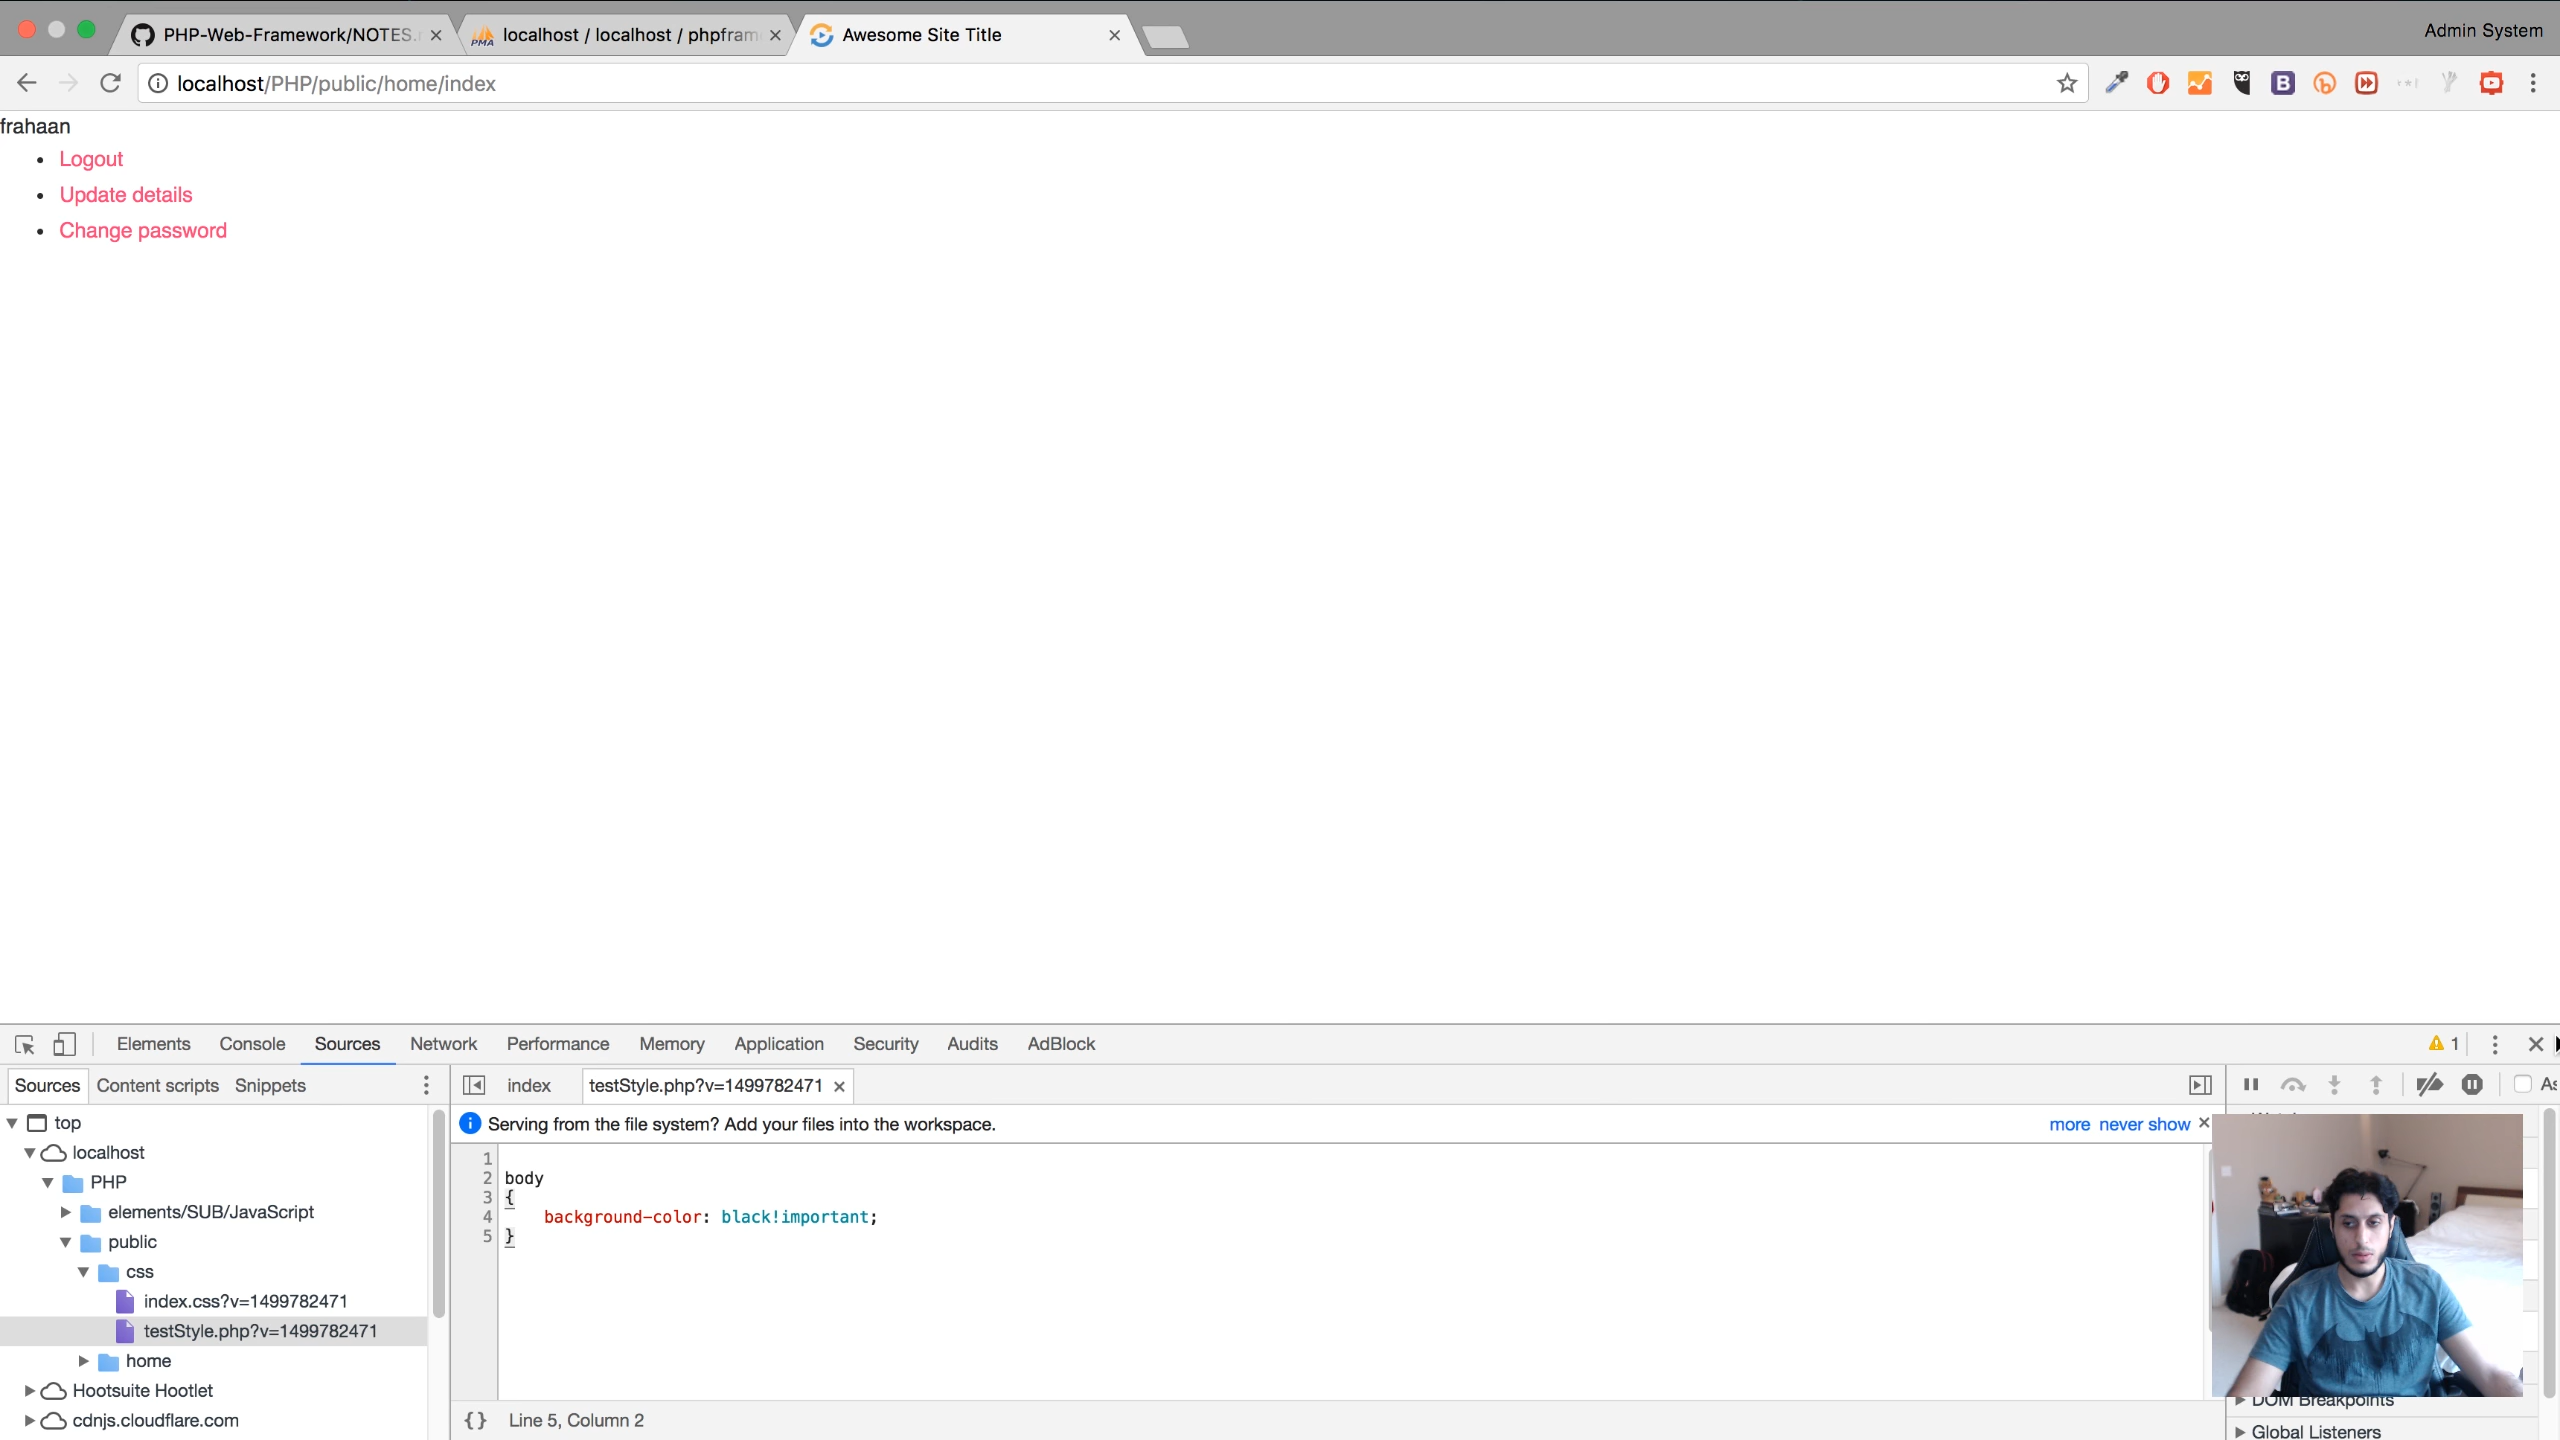 PHP-Web-Framework/NOTES.
localhost / localhost / phpfram
Awesome Site Title
Admin System
localhost/PHP/public/home/index
frahaan
Logout
Update details
Change password
Elements Console Sources Network Performance Memory Application Security Audits AdBlock
1
Sources Content scripts Snippets
index testStyle.php?v=1499782471
As
top
localhost
PHP
elements/SUB/JavaScript
public
css
index.css?v=1499782471
testStyle.php?v=1499782471
home
Hootsuite Hootlet
cdnjs.cloudflare.com
Serving from the file system? Add your files into the workspace. more never show
1
2 body
3 {
4 background-color: black!important;
5 }
{} Line 5, Column 2
DOM Breakpoints
Global Listeners